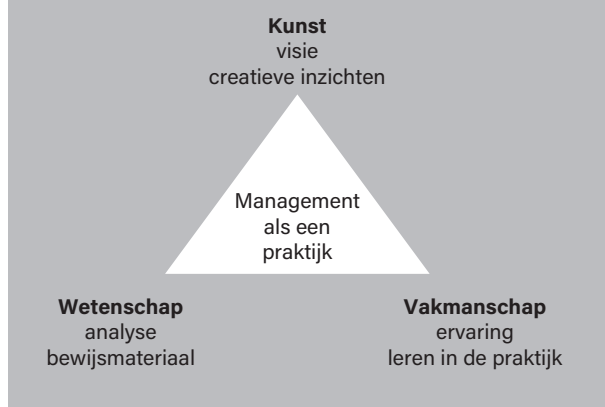 Kunst
visie
creatieve inzichten
Management
als een
praktijk
Wetenschap
analyse
bewijsmateriaal
Vakmanschap
ervaring
leren in de praktijk